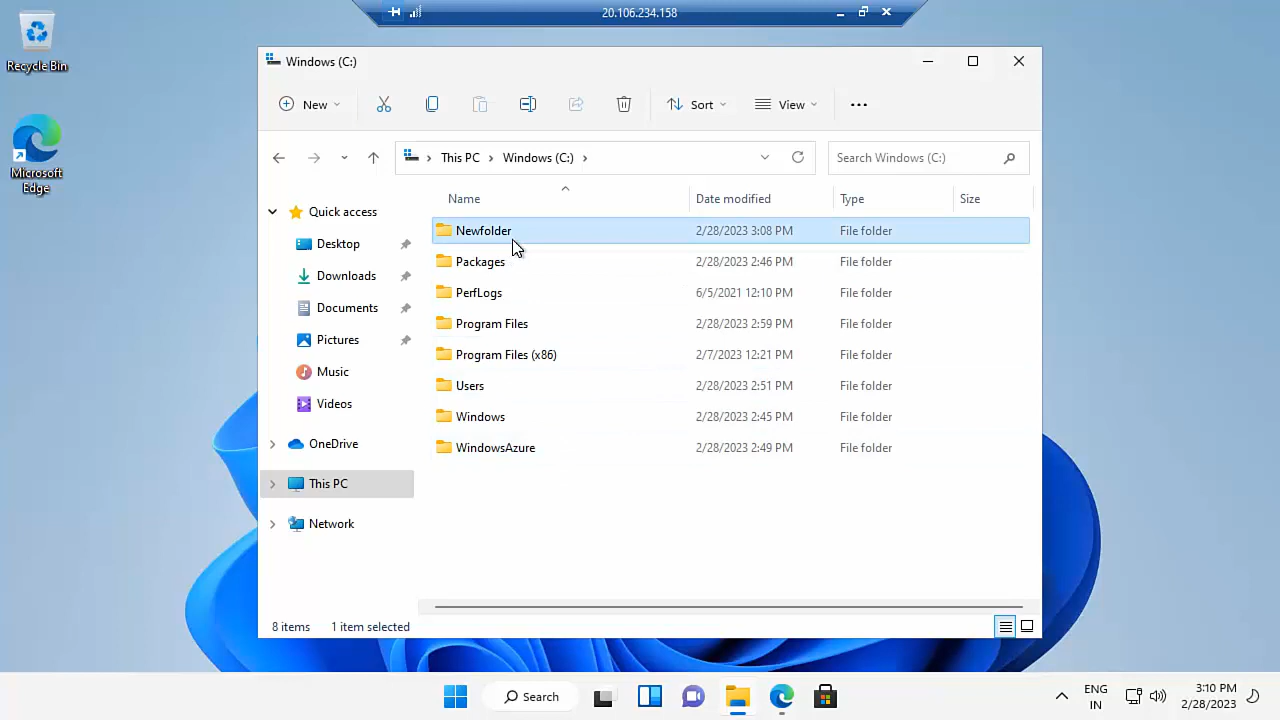 20.106.234.158
Recycle Bin
Microsoft
Edge
Windows (C:)
New
Sort
View
This PC
Windows (C:)
Search Windows (C:)
Name
Date modified
Type
Size
Quick access
Desktop
Downloads
Documents
Pictures
Music
Videos
OneDrive
This PC
Network
Newfolder 2/28/2023 3:08 PM File folder
Packages 2/28/2023 2:46 PM File folder
PerfLogs 6/5/2021 12:10 PM File folder
Program Files 2/28/2023 2:59 PM File folder
Program Files (x86) 2/7/2023 12:21 PM File folder
Users 2/28/2023 2:51 PM File folder
Windows 2/28/2023 2:45 PM File folder
WindowsAzure 2/28/2023 2:49 PM File folder
8 items 1 item selected
Search
ENG
IN
3:10 PM
2/28/2023